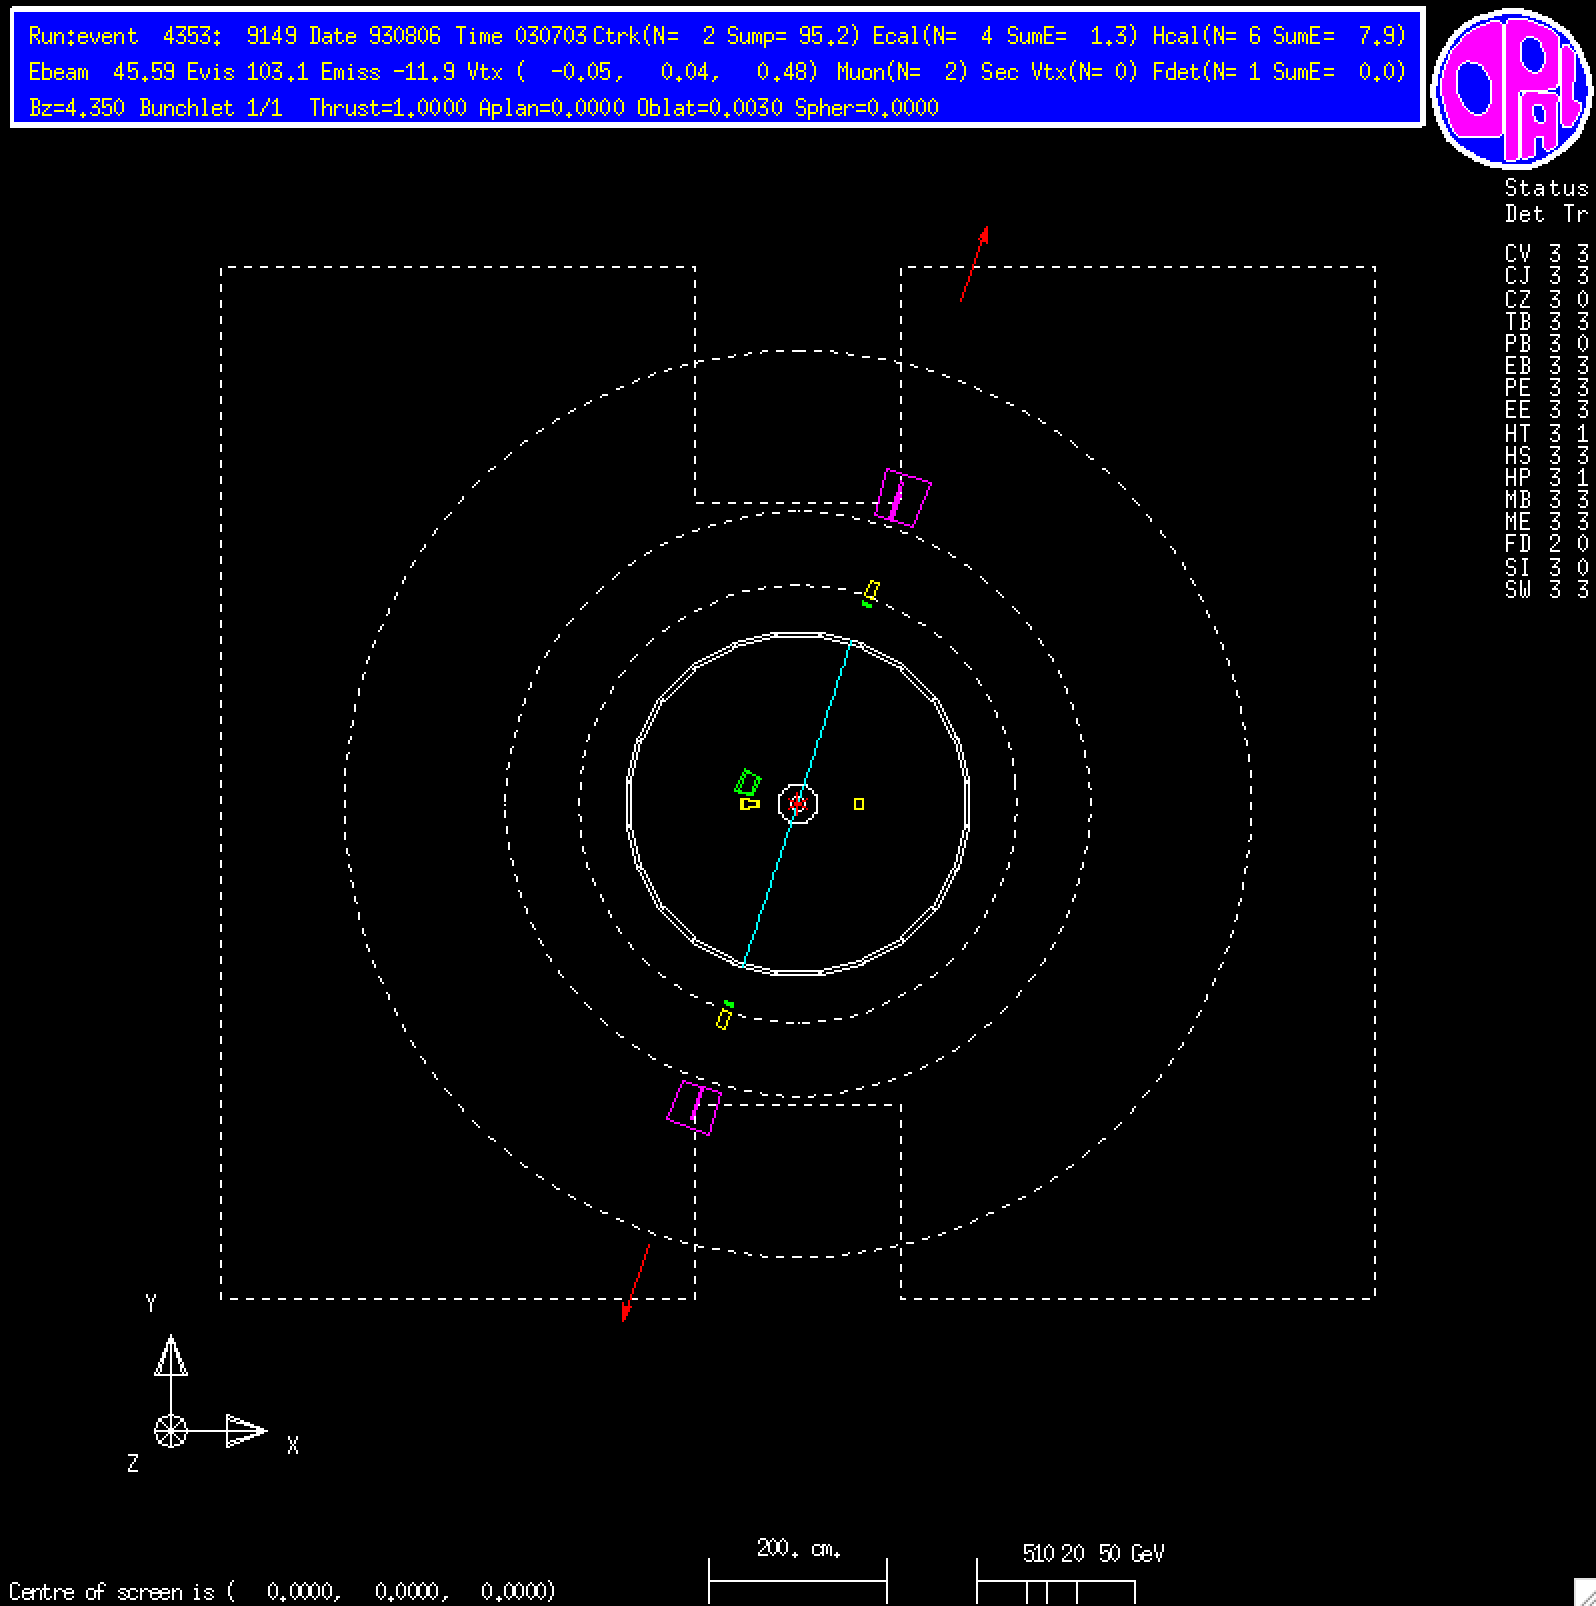 Run:event 4353: 9149 Date 930806 Time 030703 Ctrk(N= 2 Sump= 95.2) Ecal(N= 4 SumE= 1.3) Hcal(N= 6 SumE= 7.9)
Ebeam 45.59 Evis 103.1 Emiss -11.9 Vtx ( -0.05, 0.04, 0.48) Muon(N= 2) Sec Vtx(N= 0) Fdet(N= 1 SumE= 0.0)
Bz=4.350 Bunchlet 1/1 Thrust=1.0000 Aplan=0.0000 Oblat=0.0030 Spher=0.0000
OPAL
Status
Det Tr
CV 3 3
CJ 3 3
CZ 3 0
TB 3 3
PB 3 0
EB 3 3
PE 3 3
EE 3 3
HT 3 1
HS 3 3
HP 3 1
MB 3 3
ME 3 3
FD 2 0
SI 3 0
SW 3 3
Y
X
Z
200. cm.
5 10 20 50 GeV
Centre of screen is ( 0.0000, 0.0000, 0.0000)